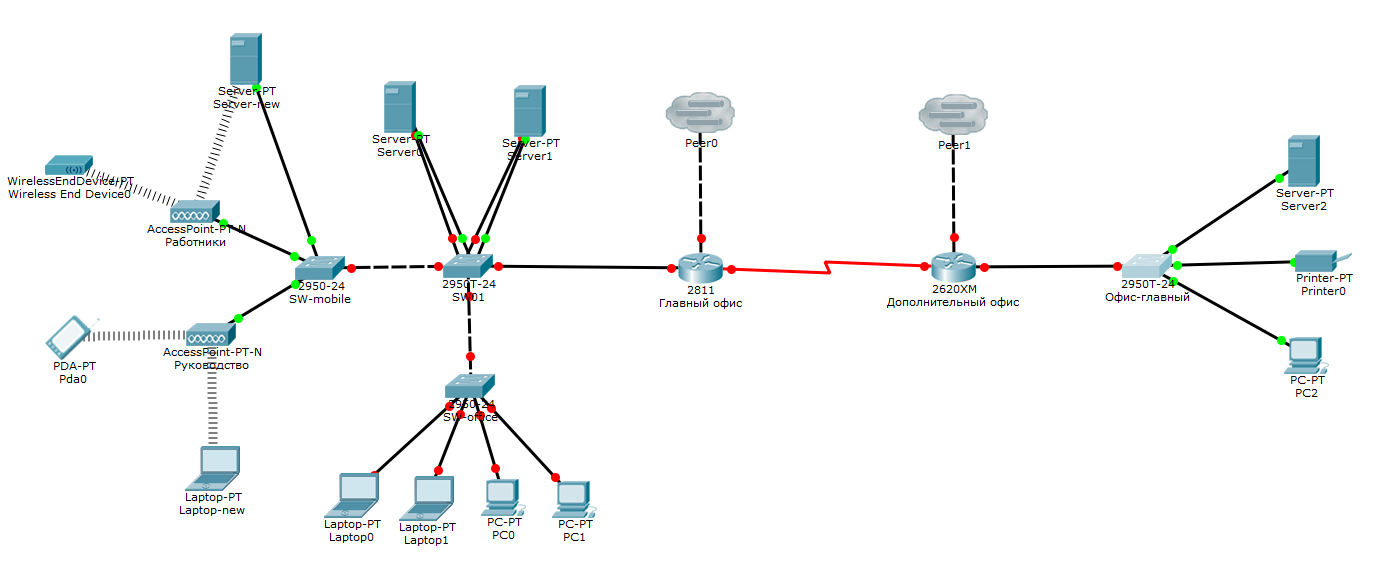 Server-PT
Server-new
WirelessEndDevice-PT
Wireless End Device0
AccessPoint-PT-N
Работники
2950-24
SW-mobile
PDA-PT
Pda0
AccessPoint-PT-N
Руководство
Laptop-PT
Laptop-new
Server-PT
Server0
Server-PT
Server1
2950T-24
SW01
2950-24
SW-office
Laptop-PT
Laptop0
Laptop-PT
Laptop1
PC-PT
PC0
PC-PT
PC1
Peer0
2811
Главный офис
Peer1
2620XM
Дополнительный офис
2950T-24
Офис-главный
Server-PT
Server2
Printer-PT
Printer0
PC-PT
PC2